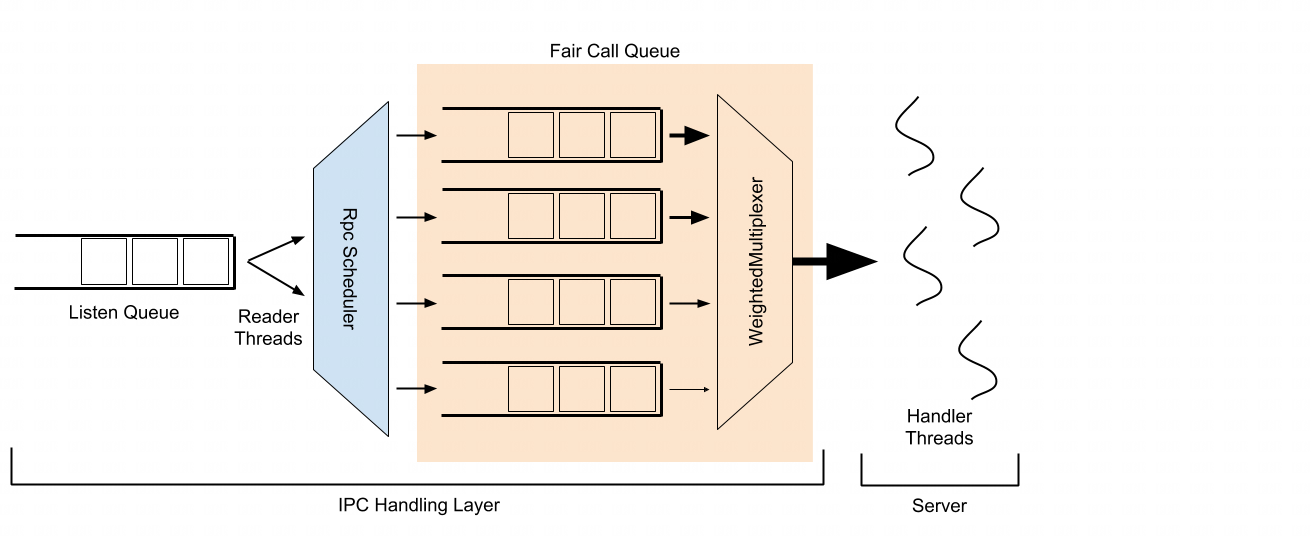 Fair Call Queue
Listen Queue
Reader
Threads
Rpc Scheduler
WeightedMultiplexer
Handler
Threads
IPC Handling Layer
Server